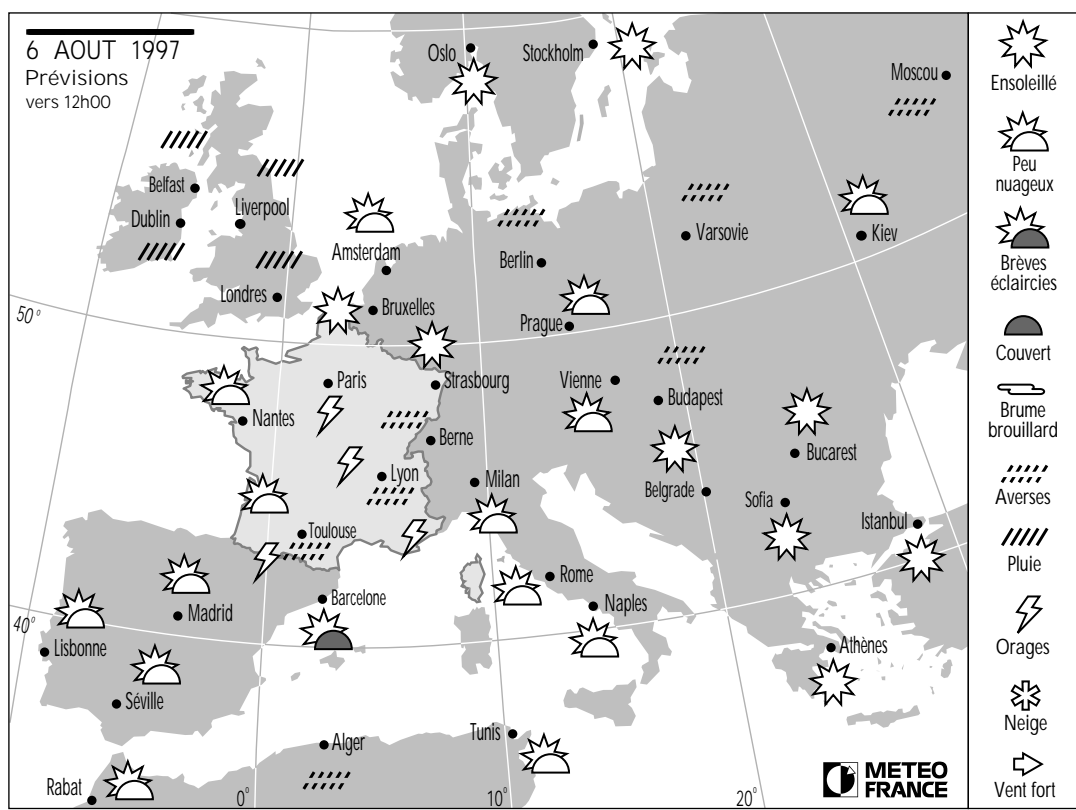 6 AOUT 1997
Prévisions
vers 12h00
Oslo
Stockholm
Moscou
Belfast
Dublin
Liverpool
Amsterdam
Varsovie
Kiev
Berlin
Londres
Bruxelles
50°
Prague
Paris
Strasbourg
Vienne
Budapest
Nantes
Berne
Bucarest
Lyon
Milan
Belgrade
Sofia
Istanbul
Toulouse
Rome
Barcelone
Naples
Madrid
40°
Lisbonne
Athènes
Séville
Alger
Tunis
Rabat
0°
10°
20°
METEO
FRANCE
Ensoleillé
Peu
nuageux
Brèves
éclaircies
Couvert
Brume
brouillard
Averses
Pluie
Orages
Neige
Vent fort